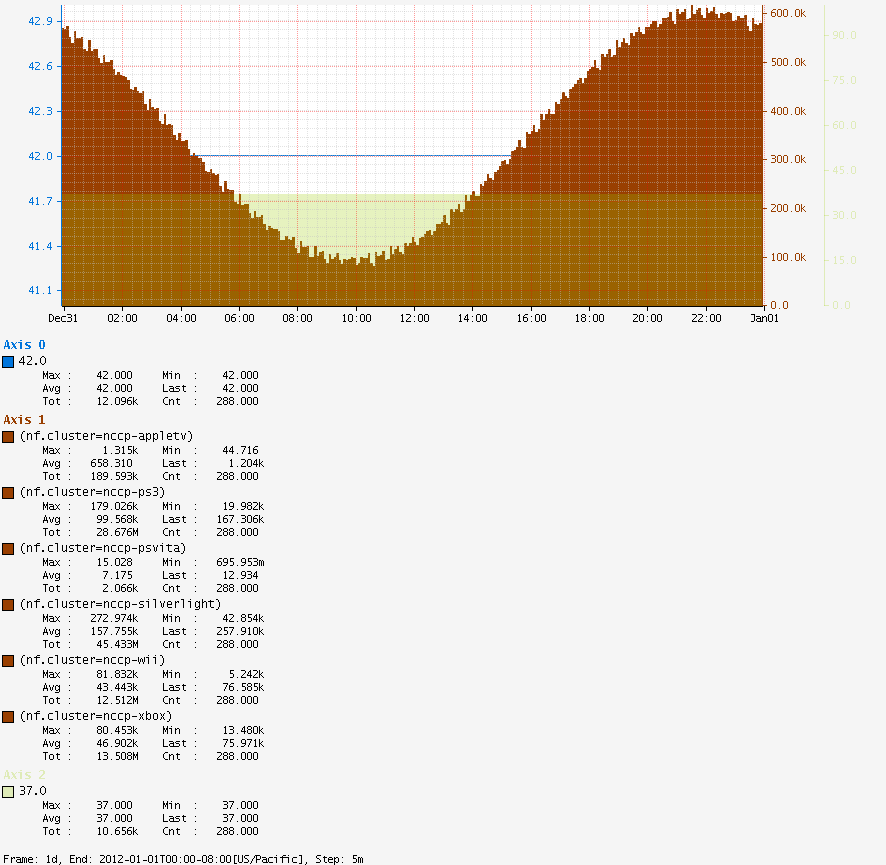 42.9
42.6
42.3
42.0
41.7
41.4
41.1
600.0k
500.0k
400.0k
300.0k
200.0k
100.0k
0.0
90.0
75.0
60.0
45.0
30.0
15.0
0.0
Dec31 02:00 04:00 06:00 08:00 10:00 12:00 14:00 16:00 18:00 20:00 22:00 Jan01
Axis 0
42.0
Max : 42.000 Min : 42.000
Avg : 42.000 Last : 42.000
Tot : 12.096k Cnt : 288.000
Axis 1
(nf.cluster=nccp-appletv)
Max : 1.315k Min : 44.716
Avg : 658.310 Last : 1.204k
Tot : 189.593k Cnt : 288.000
(nf.cluster=nccp-ps3)
Max : 179.026k Min : 19.982k
Avg : 99.568k Last : 167.306k
Tot : 28.676M Cnt : 288.000
(nf.cluster=nccp-psvita)
Max : 15.028 Min : 695.953m
Avg : 7.175 Last : 12.934
Tot : 2.066k Cnt : 288.000
(nf.cluster=nccp-silverlight)
Max : 272.974k Min : 42.854k
Avg : 157.755k Last : 257.910k
Tot : 45.433M Cnt : 288.000
(nf.cluster=nccp-wii)
Max : 81.832k Min : 5.242k
Avg : 43.443k Last : 76.585k
Tot : 12.512M Cnt : 288.000
(nf.cluster=nccp-xbox)
Max : 80.453k Min : 13.480k
Avg : 46.902k Last : 75.971k
Tot : 13.508M Cnt : 288.000
Axis 2
37.0
Max : 37.000 Min : 37.000
Avg : 37.000 Last : 37.000
Tot : 10.656k Cnt : 288.000
Frame: 1d, End: 2012-01-01T00:00-08:00[US/Pacific], Step: 5m